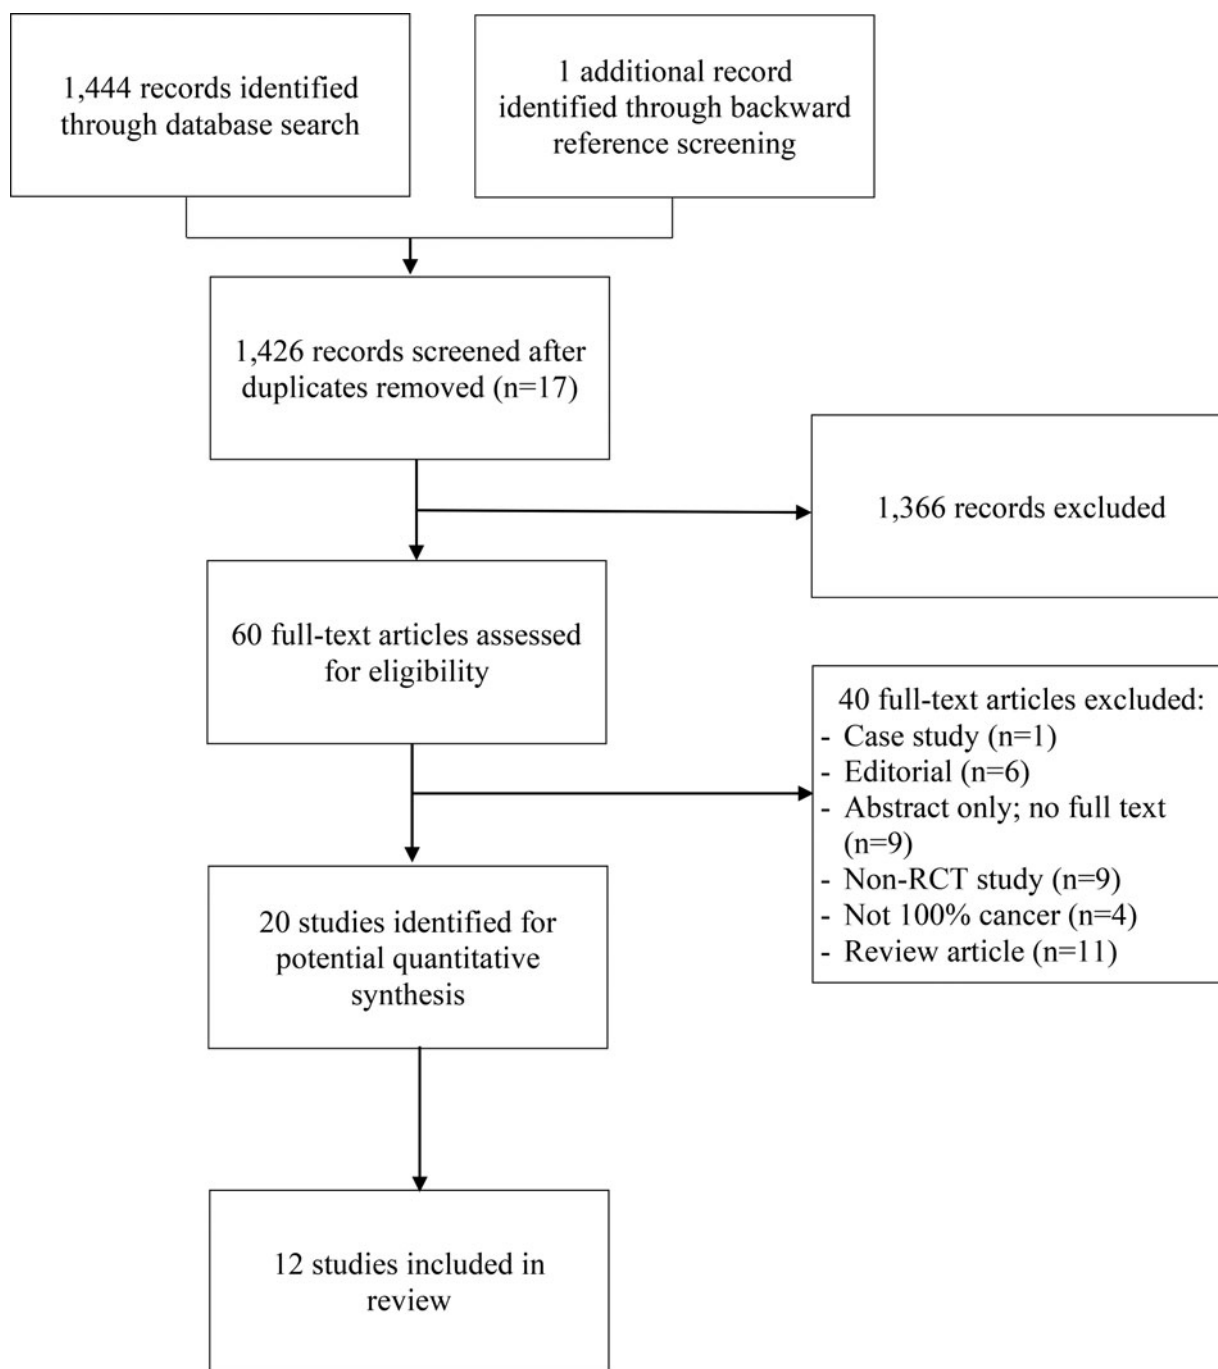 1,444 records identified
through database search
1 additional record
identified through backward
reference screening
1,426 records screened after
duplicates removed (n=17)
1,366 records excluded
60 full-text articles assessed
for eligibility
40 full-text articles excluded:
- Case study (n=1)
- Editorial (n=6)
- Abstract only; no full text
(n=9)
- Non-RCT study (n=9)
- Not 100% cancer (n=4)
- Review article (n=11)
20 studies identified for
potential quantitative
synthesis
12 studies included in
review